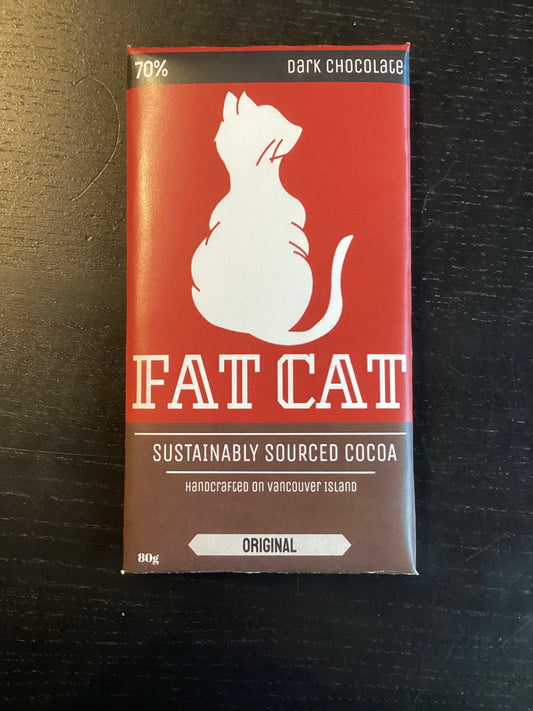 70% Dark Chocolate
FAT CAT
SUSTAINABLY SOURCED COCOA
Handcrafted on Vancouver Island
ORIGINAL
80g